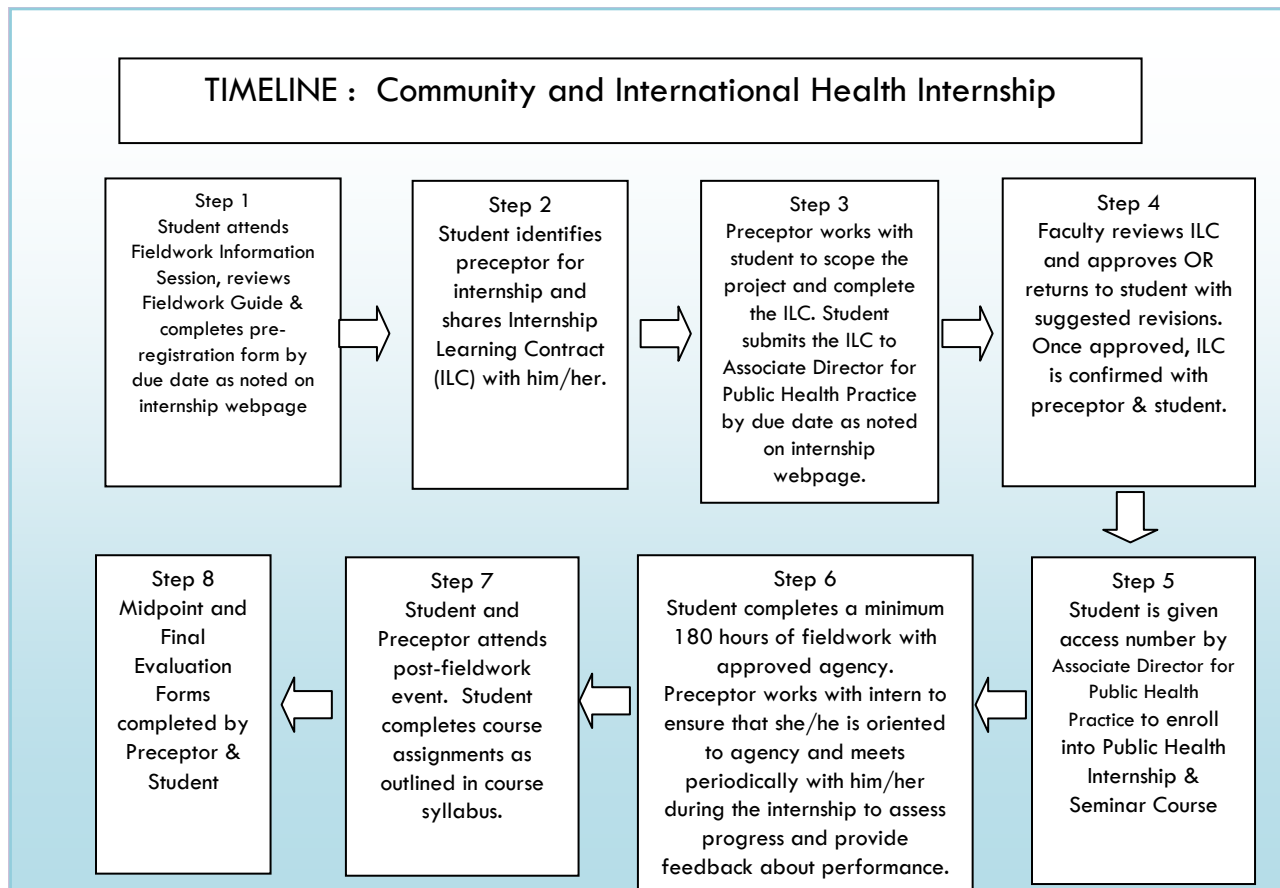 TIMELINE : Community and International Health Internship
Step 1
Student attends
Fieldwork Information
Session, reviews
Fieldwork Guide &
completes pre-
registration form by
due date as noted on
internship webpage
Step 2
Student identifies
preceptor for
internship and
shares Internship
Learning Contract
(ILC) with him/her.
Step 3
Preceptor works with
student to scope the
project and complete
the ILC. Student
submits the ILC to
Associate Director for
Public Health Practice
by due date as noted
on internship
webpage.
Step 4
Faculty reviews ILC
and approves OR
returns to student with
suggested revisions.
Once approved, ILC
is confirmed with
preceptor & student.
Step 5
Student is given
access number by
Associate Director for
Public Health
Practice to enroll
into Public Health
Internship &
Seminar Course
Step 6
Student completes a minimum
180 hours of fieldwork with
approved agency.
Preceptor works with intern to
ensure that she/he is oriented
to agency and meets
periodically with him/her
during the internship to assess
progress and provide
feedback about performance.
Step 7
Student and
Preceptor attends
post-fieldwork
event. Student
completes course
assignments as
outlined in course
syllabus.
Step 8
Midpoint and
Final
Evaluation
Forms
completed by
Preceptor &
Student